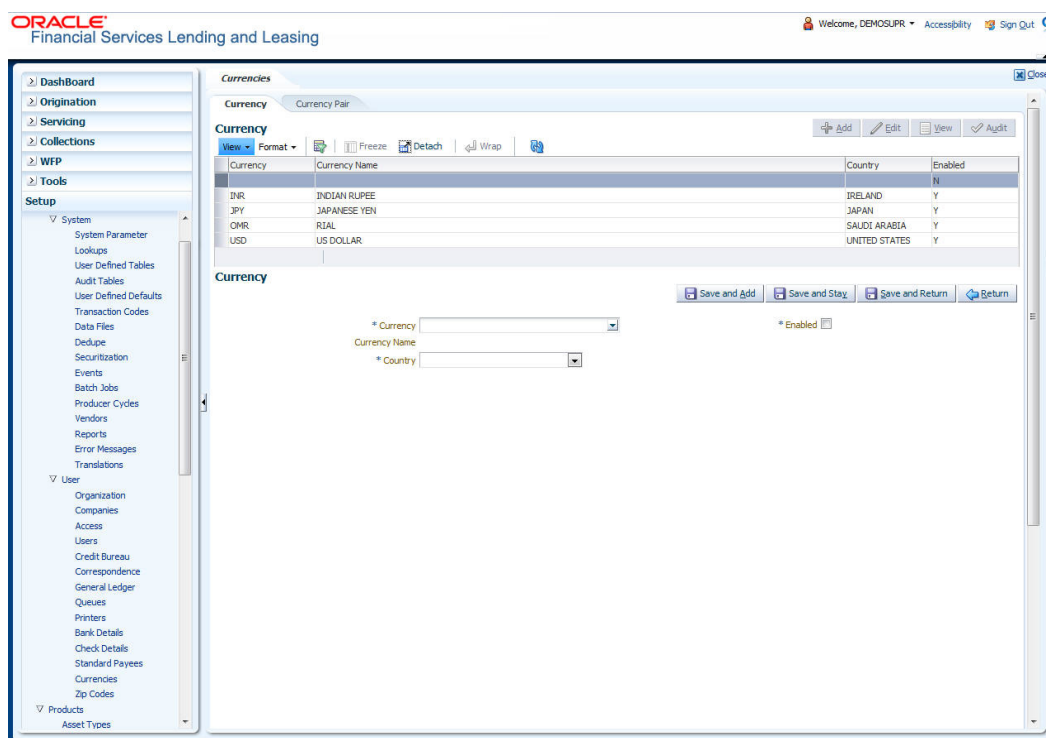 ORACLE
Financial Services Lending and Leasing
Welcome, DEMOSUPR Accessibility Sign Out
DashBoard
Origination
Servicing
Collections
WFP
Tools
Setup
System
System Parameter
Lookups
User Defined Tables
Audit Tables
User Defined Defaults
Transaction Codes
Data Files
Dedupe
Securitization
Events
Batch Jobs
Producer Cycles
Vendors
Reports
Error Messages
Translations
User
Organization
Companies
Access
Users
Credit Bureau
Correspondence
General Ledger
Queues
Printers
Bank Details
Check Details
Standard Payees
Currencies
Zip Codes
Products
Asset Types
Currencies Close
Currency Currency Pair
Currency Add Edit View Audit
View Format Freeze Detach Wrap
Currency Currency Name Country Enabled
N
INR INDIAN RUPEE IRELAND Y
JPY JAPANESE YEN JAPAN Y
OMR RIAL SAUDI ARABIA Y
USD US DOLLAR UNITED STATES Y
Currency
Save and Add Save and Stay Save and Return Return
* Currency * Enabled
Currency Name
* Country